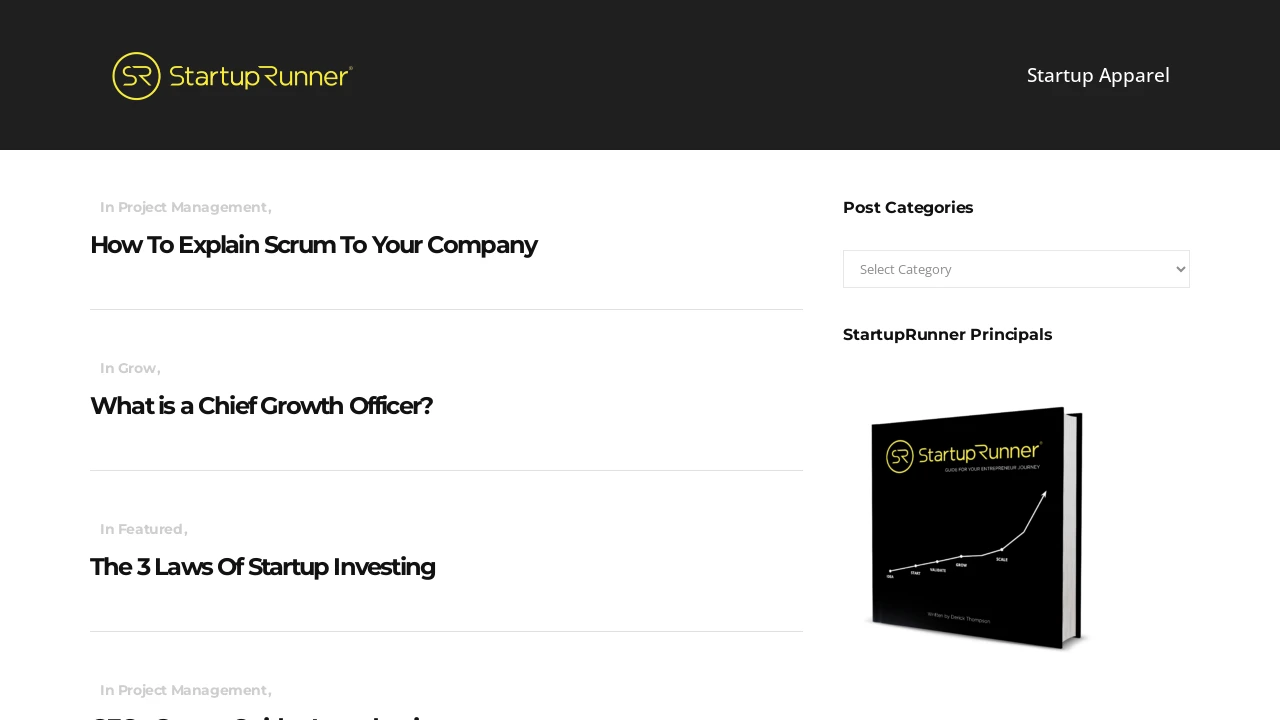 SR StartupRunner
Startup Apparel
In Project Management,
How To Explain Scrum To Your Company
In Grow,
What is a Chief Growth Officer?
In Featured,
The 3 Laws Of Startup Investing
In Project Management,
Post Categories
Select Category
StartupRunner Principals
SR StartupRunner
GUIDE FOR YOUR ENTREPRENEUR JOURNEY
IDEA
START
VALIDATE
GROW
SCALE
Written by Derick Thompson